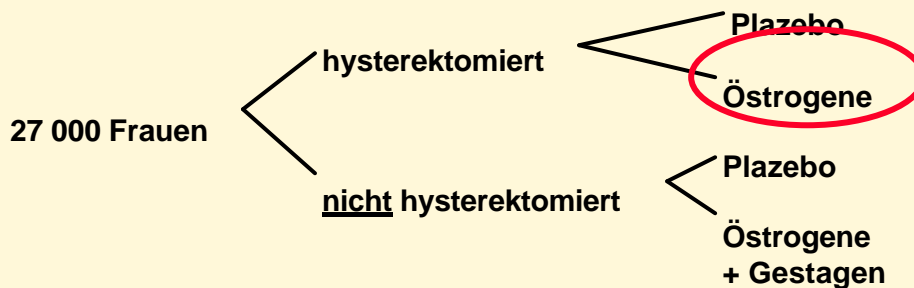 Plazebo
hysterektomiert
Östrogene
27 000 Frauen
Plazebo
nicht hysterektomiert
Östrogene
+ Gestagen